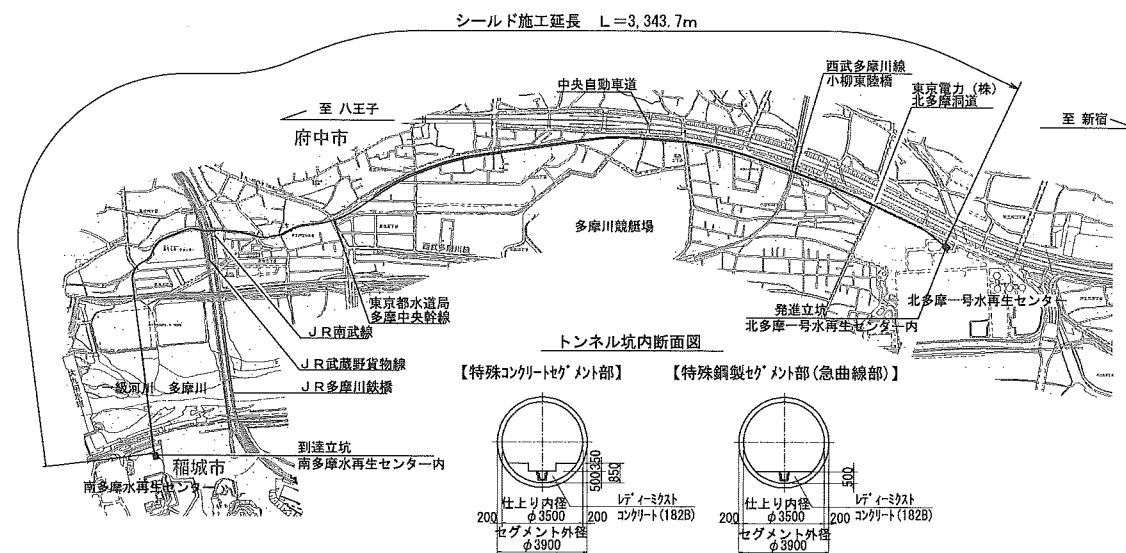 シールド施工延長　Ｌ＝3,343.7m
西武多摩川線
小柳東陸橋
中央自動車道
東京電力（株）
北多摩洞道
至 八王子
至 新宿
府中市
多摩川競艇場
西武多摩川線
東京都水道局
多摩中央幹線
北多摩一号水再生センター
発進立坑
北多摩一号水再生センター内
ＪＲ南武線
ＪＲ武蔵野貨物線
一級河川　多摩川
ＪＲ多摩川鉄橋
到達立坑
南多摩水再生センター内
稲城市
南多摩水再生センター
トンネル坑内断面図
【特殊コンクリートセグメント部】
【特殊鋼製セグメント部(急曲線部)】
500
350
850
仕上り内径
φ3500
レディーミクスト
コンクリート(182B)
200
200
セグメント外径
φ3900
500
仕上り内径
φ3500
レディーミクスト
コンクリート(182B)
200
200
セグメント外径
φ3900